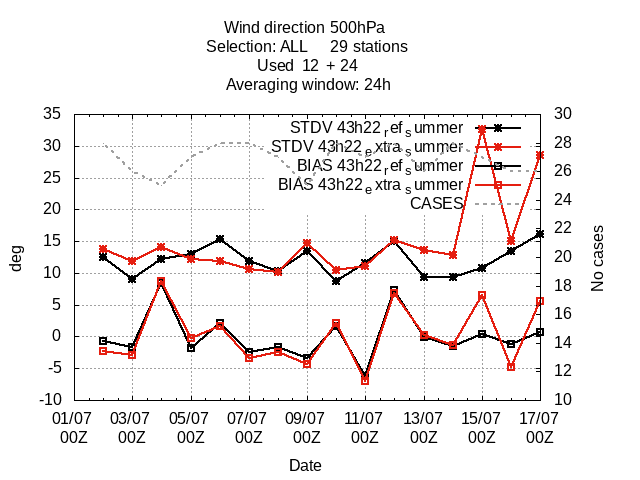 Wind direction 500hPa
Selection: ALL 29 stations
Used 12 + 24
Averaging window: 24h
35 30
30 28
25 26
20 24
15 22
10 20
5 18
0 16
-5 14
-10 12
10
STDV 43h22 ref summer
STDV 43h22 extra summer
BIAS 43h22 ref summer
BIAS 43h22 extra summer
CASES
deg
No cases
01/07 03/07 05/07 07/07 09/07 11/07 13/07 15/07 17/07
00Z 00Z 00Z 00Z 00Z 00Z 00Z 00Z 00Z
Date